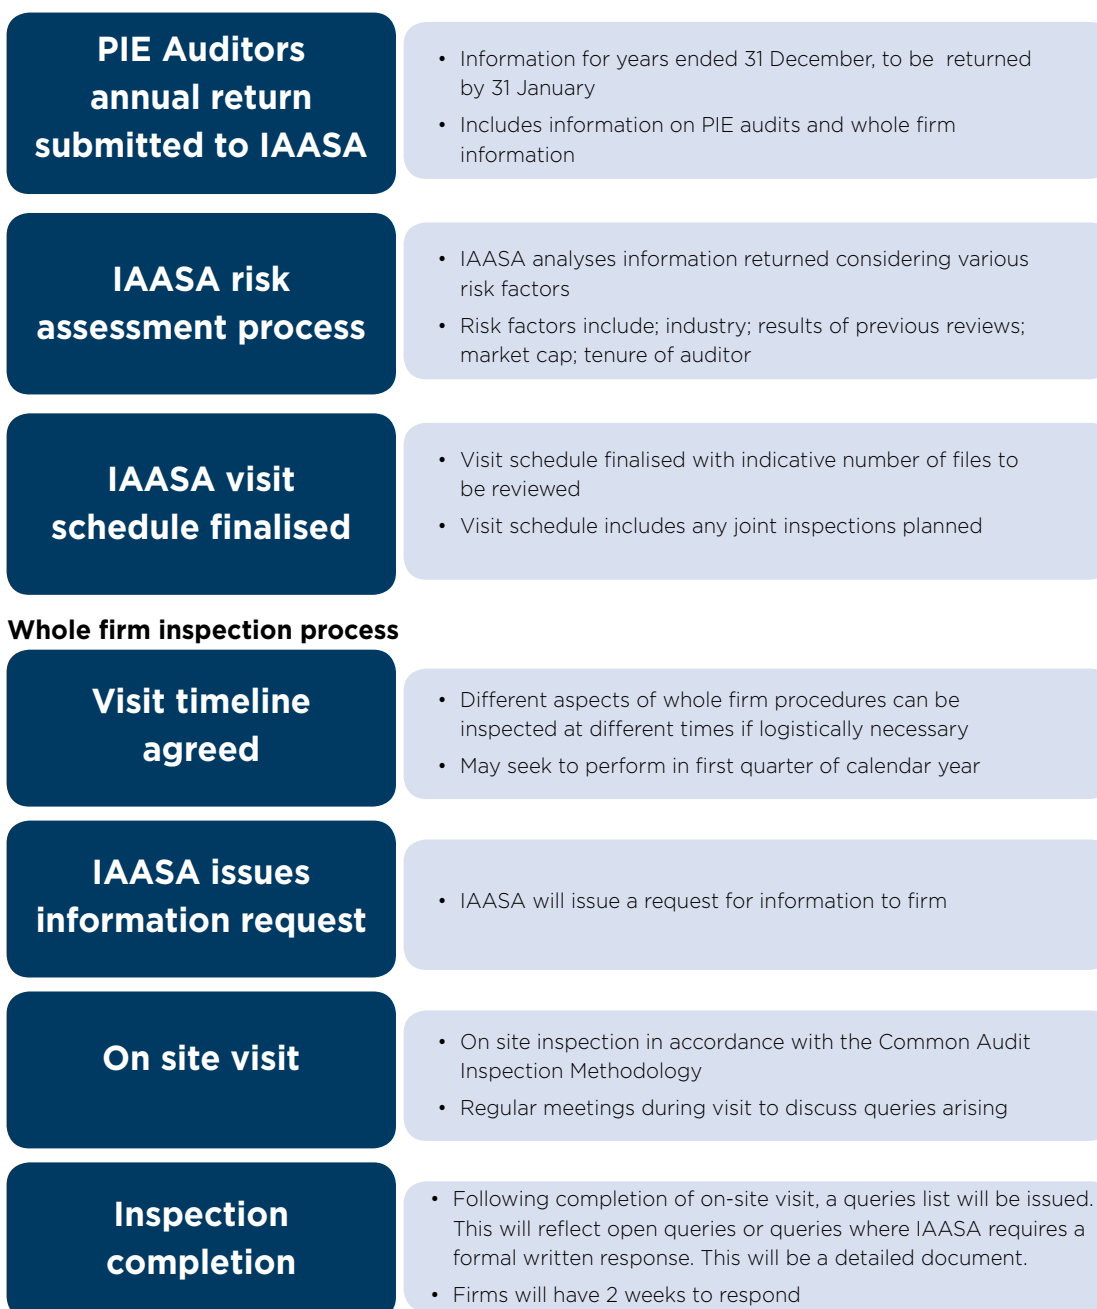 PIE Auditors
annual return
submitted to IAASA
• Information for years ended 31 December, to be  returned
by 31 January
• Includes information on PIE audits and whole firm
information
IAASA risk
assessment process
• IAASA analyses information returned considering various
risk factors
• Risk factors include; industry; results of previous reviews;
market cap; tenure of auditor
IAASA visit
schedule finalised
• Visit schedule finalised with indicative number of files to
be reviewed
• Visit schedule includes any joint inspections planned
Whole firm inspection process
Visit timeline
agreed
• Different aspects of whole firm procedures can be
inspected at different times if logistically necessary
• May seek to perform in first quarter of calendar year
IAASA issues
information request
• IAASA will issue a request for information to firm
On site visit
• On site inspection in accordance with the Common Audit
Inspection Methodology
• Regular meetings during visit to discuss queries arising
Inspection
completion
• Following completion of on-site visit, a queries list will be issued.
This will reflect open queries or queries where IAASA requires a
formal written response. This will be a detailed document.
• Firms will have 2 weeks to respond